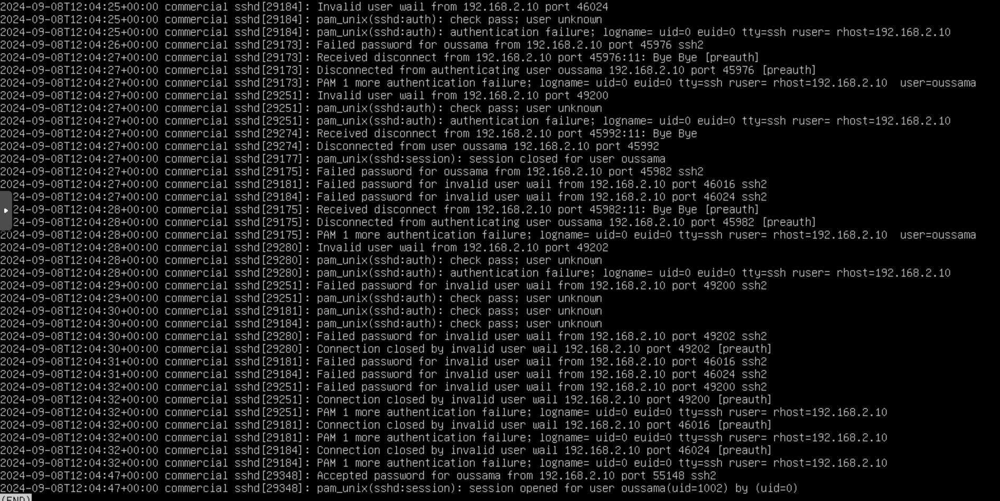 2024-09-08T12:04:25+00:00 commercial sshd[29184]: Invalid user wail from 192.168.2.10 port 46024
2024-09-08T12:04:25+00:00 commercial sshd[29184]: pam_unix(sshd:auth): check pass; user unknown
2024-09-08T12:04:25+00:00 commercial sshd[29184]: pam_unix(sshd:auth): authentication failure; logname= uid=0 euid=0 tty=ssh ruser= rhost=192.168.2.10
2024-09-08T12:04:26+00:00 commercial sshd[29173]: Failed password for oussama from 192.168.2.10 port 45976 ssh2
2024-09-08T12:04:27+00:00 commercial sshd[29173]: Received disconnect from 192.168.2.10 port 45976:11: Bye Bye [preauth]
2024-09-08T12:04:27+00:00 commercial sshd[29173]: Disconnected from authenticating user oussama 192.168.2.10 port 45976 [preauth]
2024-09-08T12:04:27+00:00 commercial sshd[29173]: PAM 1 more authentication failure; logname= uid=0 euid=0 tty=ssh ruser= rhost=192.168.2.10  user=oussama
2024-09-08T12:04:27+00:00 commercial sshd[29251]: Invalid user wail from 192.168.2.10 port 49200
2024-09-08T12:04:27+00:00 commercial sshd[29251]: pam_unix(sshd:auth): check pass; user unknown
2024-09-08T12:04:27+00:00 commercial sshd[29251]: pam_unix(sshd:auth): authentication failure; logname= uid=0 euid=0 tty=ssh ruser= rhost=192.168.2.10
2024-09-08T12:04:27+00:00 commercial sshd[29274]: Received disconnect from 192.168.2.10 port 45992:11: Bye Bye
2024-09-08T12:04:27+00:00 commercial sshd[29274]: Disconnected from user oussama 192.168.2.10 port 45992
2024-09-08T12:04:27+00:00 commercial sshd[29177]: pam_unix(sshd:session): session closed for user oussama
2024-09-08T12:04:27+00:00 commercial sshd[29175]: Failed password for oussama from 192.168.2.10 port 45982 ssh2
2024-09-08T12:04:27+00:00 commercial sshd[29181]: Failed password for invalid user wail from 192.168.2.10 port 46016 ssh2
24-09-08T12:04:27+00:00 commercial sshd[29184]: Failed password for invalid user wail from 192.168.2.10 port 46024 ssh2
24-09-08T12:04:28+00:00 commercial sshd[29175]: Received disconnect from 192.168.2.10 port 45982:11: Bye Bye [preauth]
24-09-08T12:04:28+00:00 commercial sshd[29175]: Disconnected from authenticating user oussama 192.168.2.10 port 45982 [preauth]
2024-09-08T12:04:28+00:00 commercial sshd[29175]: PAM 1 more authentication failure; logname= uid=0 euid=0 tty=ssh ruser= rhost=192.168.2.10  user=oussama
2024-09-08T12:04:28+00:00 commercial sshd[29280]: Invalid user wail from 192.168.2.10 port 49202
2024-09-08T12:04:28+00:00 commercial sshd[29280]: pam_unix(sshd:auth): check pass; user unknown
2024-09-08T12:04:28+00:00 commercial sshd[29280]: pam_unix(sshd:auth): authentication failure; logname= uid=0 euid=0 tty=ssh ruser= rhost=192.168.2.10
2024-09-08T12:04:29+00:00 commercial sshd[29251]: Failed password for invalid user wail from 192.168.2.10 port 49200 ssh2
2024-09-08T12:04:29+00:00 commercial sshd[29251]: pam_unix(sshd:auth): check pass; user unknown
2024-09-08T12:04:30+00:00 commercial sshd[29181]: pam_unix(sshd:auth): check pass; user unknown
2024-09-08T12:04:30+00:00 commercial sshd[29184]: pam_unix(sshd:auth): check pass; user unknown
2024-09-08T12:04:30+00:00 commercial sshd[29280]: Failed password for invalid user wail from 192.168.2.10 port 49202 ssh2
2024-09-08T12:04:30+00:00 commercial sshd[29280]: Connection closed by invalid user wail 192.168.2.10 port 49202 [preauth]
2024-09-08T12:04:31+00:00 commercial sshd[29181]: Failed password for invalid user wail from 192.168.2.10 port 46016 ssh2
2024-09-08T12:04:31+00:00 commercial sshd[29184]: Failed password for invalid user wail from 192.168.2.10 port 46024 ssh2
2024-09-08T12:04:32+00:00 commercial sshd[29251]: Failed password for invalid user wail from 192.168.2.10 port 49200 ssh2
2024-09-08T12:04:32+00:00 commercial sshd[29251]: Connection closed by invalid user wail 192.168.2.10 port 49200 [preauth]
2024-09-08T12:04:32+00:00 commercial sshd[29251]: PAM 1 more authentication failure; logname= uid=0 euid=0 tty=ssh ruser= rhost=192.168.2.10
2024-09-08T12:04:32+00:00 commercial sshd[29181]: Connection closed by invalid user wail 192.168.2.10 port 46016 [preauth]
2024-09-08T12:04:32+00:00 commercial sshd[29181]: PAM 1 more authentication failure; logname= uid=0 euid=0 tty=ssh ruser= rhost=192.168.2.10
2024-09-08T12:04:32+00:00 commercial sshd[29184]: Connection closed by invalid user wail 192.168.2.10 port 46024 [preauth]
2024-09-08T12:04:32+00:00 commercial sshd[29184]: PAM 1 more authentication failure; logname= uid=0 euid=0 tty=ssh ruser= rhost=192.168.2.10
2024-09-08T12:04:47+00:00 commercial sshd[29348]: Accepted password for oussama from 192.168.2.10 port 55148 ssh2
2024-09-08T12:04:47+00:00 commercial sshd[29348]: pam_unix(sshd:session): session opened for user oussama(uid=1002) by (uid=0)
(END)